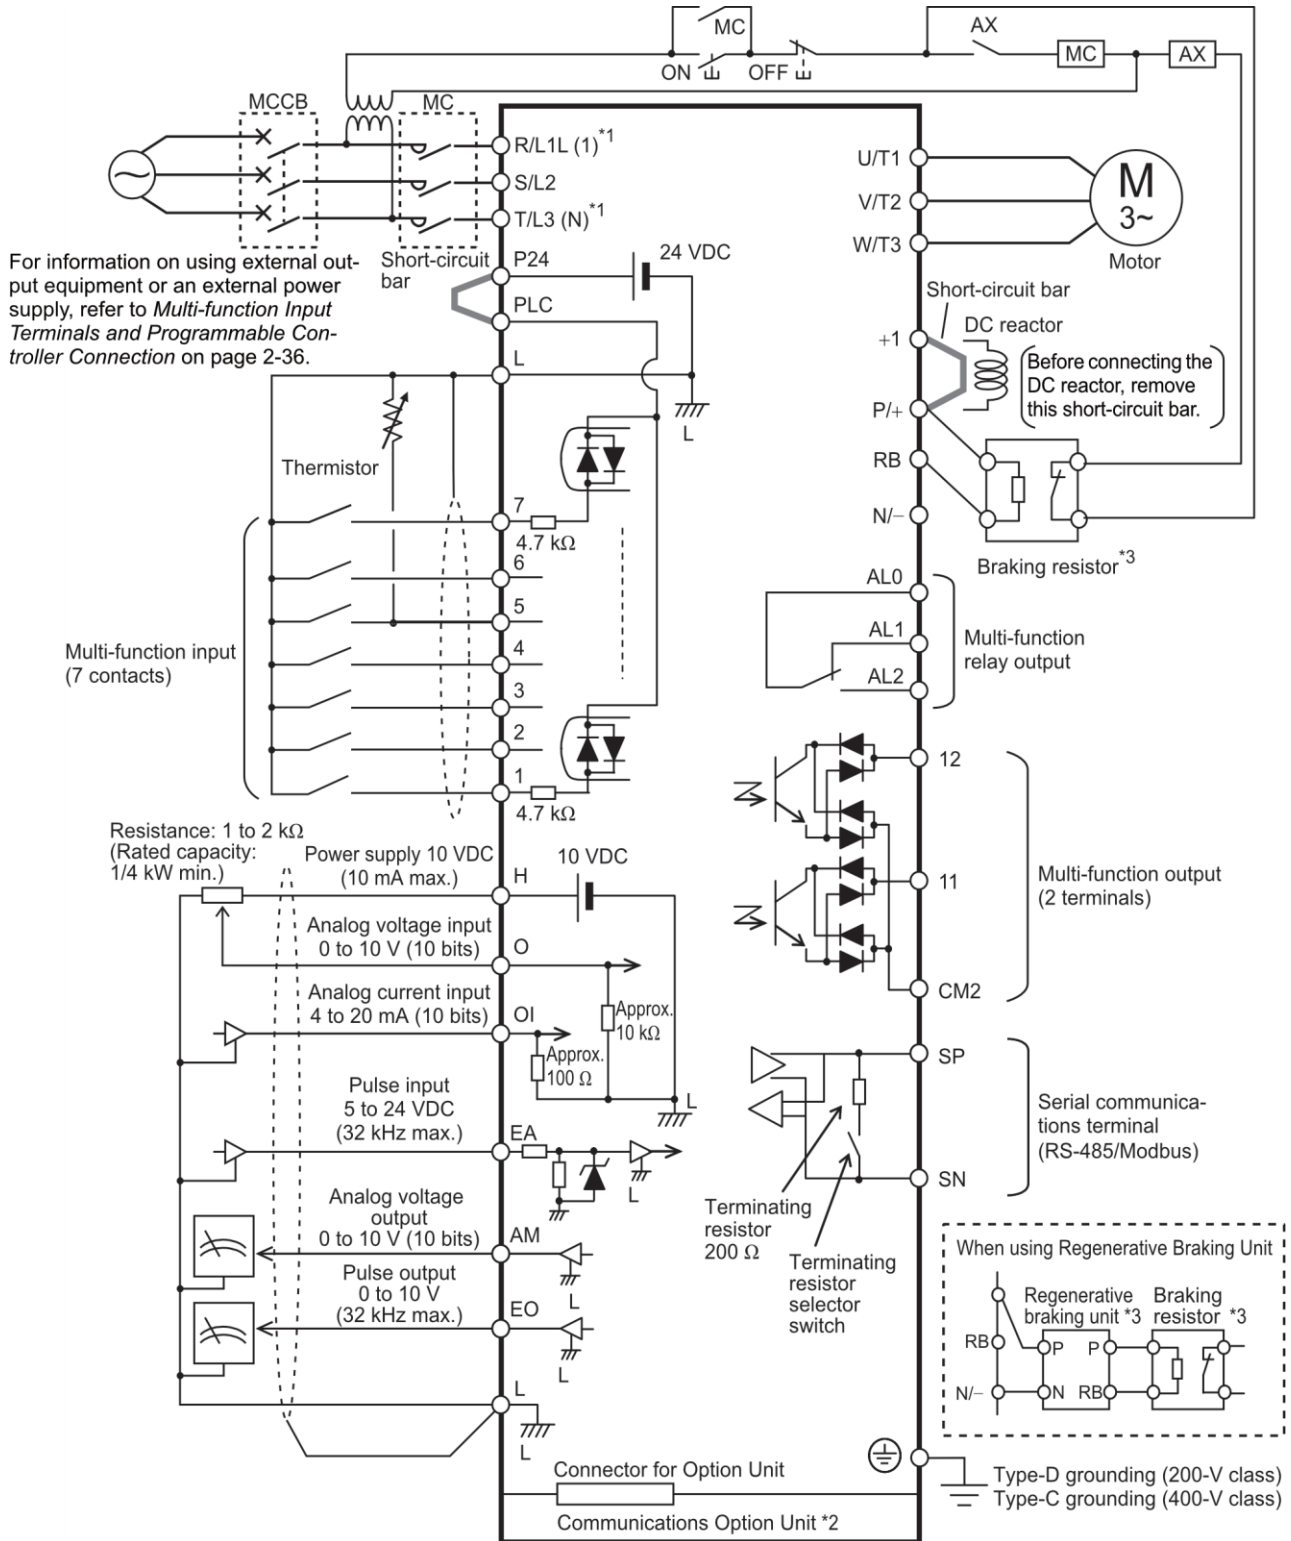 MC
AX
ON
OFF
MC
AX
MCCB
MC
R/L1L (1)*1
S/L2
T/L3 (N)*1
U/T1
V/T2
W/T3
M
3~
Motor
For information on using external out-
put equipment or an external power
supply, refer to Multi-function Input
Terminals and Programmable Con-
troller Connection on page 2-36.
Short-circuit
bar
P24
24 VDC
PLC
L
L
Short-circuit bar
DC reactor
+1
Before connecting the
DC reactor, remove
this short-circuit bar.
P/+
RB
N/−
Braking resistor*3
Thermistor
7
4.7 kΩ
6
5
4
3
2
1
4.7 kΩ
Multi-function input
(7 contacts)
AL0
AL1
AL2
Multi-function
relay output
12
11
CM2
Multi-function output
(2 terminals)
Resistance: 1 to 2 kΩ
(Rated capacity:
1/4 kW min.)
Power supply 10 VDC
(10 mA max.)
H
10 VDC
Analog voltage input
0 to 10 V (10 bits)
O
Approx.
10 kΩ
Analog current input
4 to 20 mA (10 bits)
OI
Approx.
100 Ω
L
Pulse input
5 to 24 VDC
(32 kHz max.)
EA
L
Analog voltage
output
0 to 10 V (10 bits)
AM
L
Pulse output
0 to 10 V
(32 kHz max.)
EO
L
L
L
SP
SN
Serial communica-
tions terminal
(RS-485/Modbus)
Terminating
resistor
200 Ω
Terminating
resistor
selector
switch
When using Regenerative Braking Unit
Regenerative
braking unit *3
Braking
resistor *3
RB
P
P
N/−
N
RB
Type-D grounding (200-V class)
Type-C grounding (400-V class)
Connector for Option Unit
Communications Option Unit *2